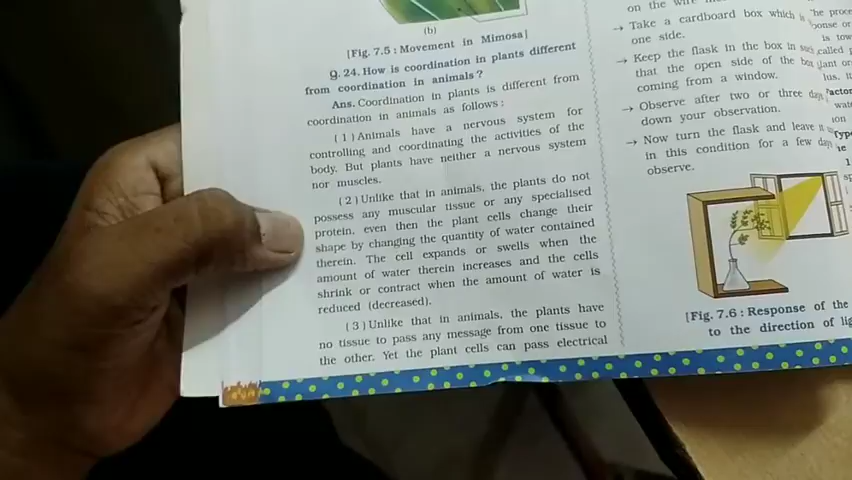 (b)
[Fig. 7.5 : Movement in Mimosa]
Q. 24. How is coordination in plants different
from coordination in animals ?
Ans. Coordination in plants is different from
coordination in animals as follows :
(1) Animals have a nervous system for
controlling and coordinating the activities of the
body. But plants have neither a nervous system
nor muscles.
(2) Unlike that in animals, the plants do not
possess any muscular tissue or any specialised
protein, even then the plant cells change their
shape by changing the quantity of water contained
therein. The cell expands or swells when the
amount of water therein increases and the cells
shrink or contract when the amount of water is
reduced (decreased).
(3) Unlike that in animals, the plants have
no tissue to pass any message from one tissue to
the other. Yet the plant cells can pass electrical
on the wire
→ Take a cardboard box which is
one side.
→ Keep the flask in the box in
that the open side of the box
coming from a window.
→ Observe after two or three days
down your observation.
→ Now turn the flask and leave it
in this condition for a few days
observe.
[Fig. 7.6 : Response of the
to the direction of